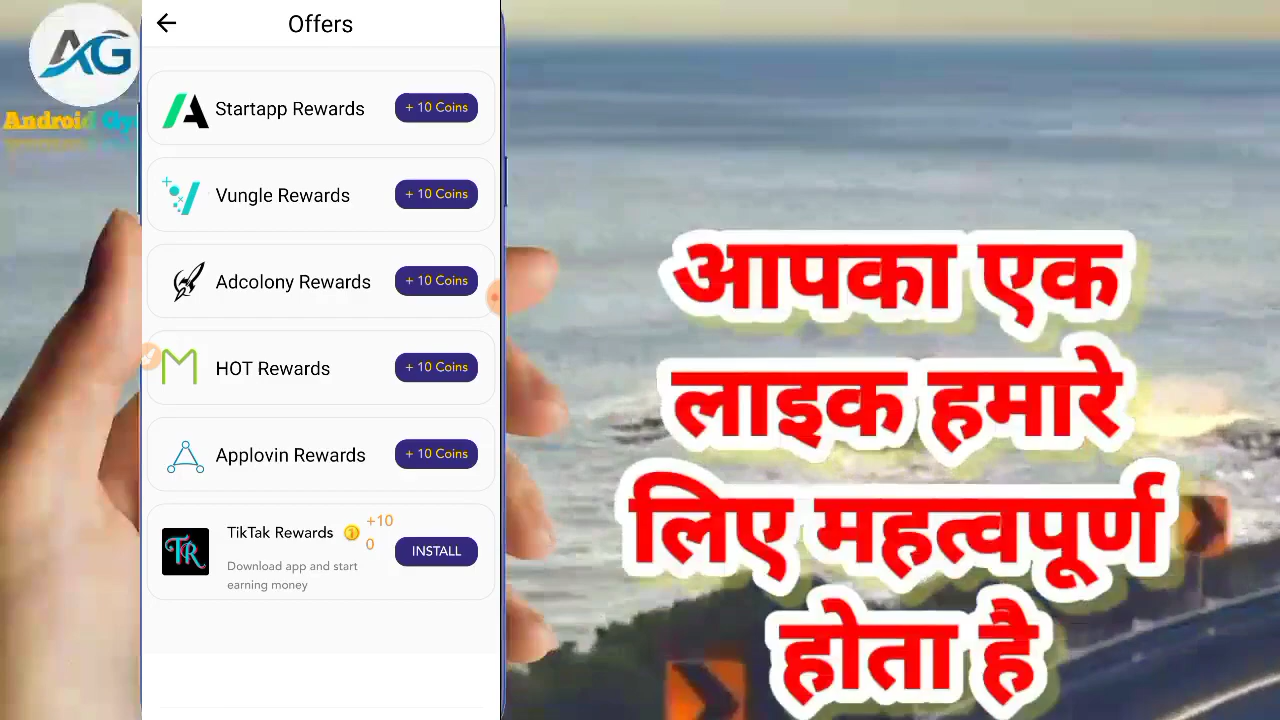 Offers
AG
Android
Startapp Rewards
+ 10 Coins
Vungle Rewards
+ 10 Coins
Adcolony Rewards
+ 10 Coins
HOT Rewards
+ 10 Coins
Applovin Rewards
+ 10 Coins
TR
TikTak Rewards
+10
0
INSTALL
Download app and start
earning money
आपका एक
लाइक हमारे
लिए महत्वपूर्ण
होता है